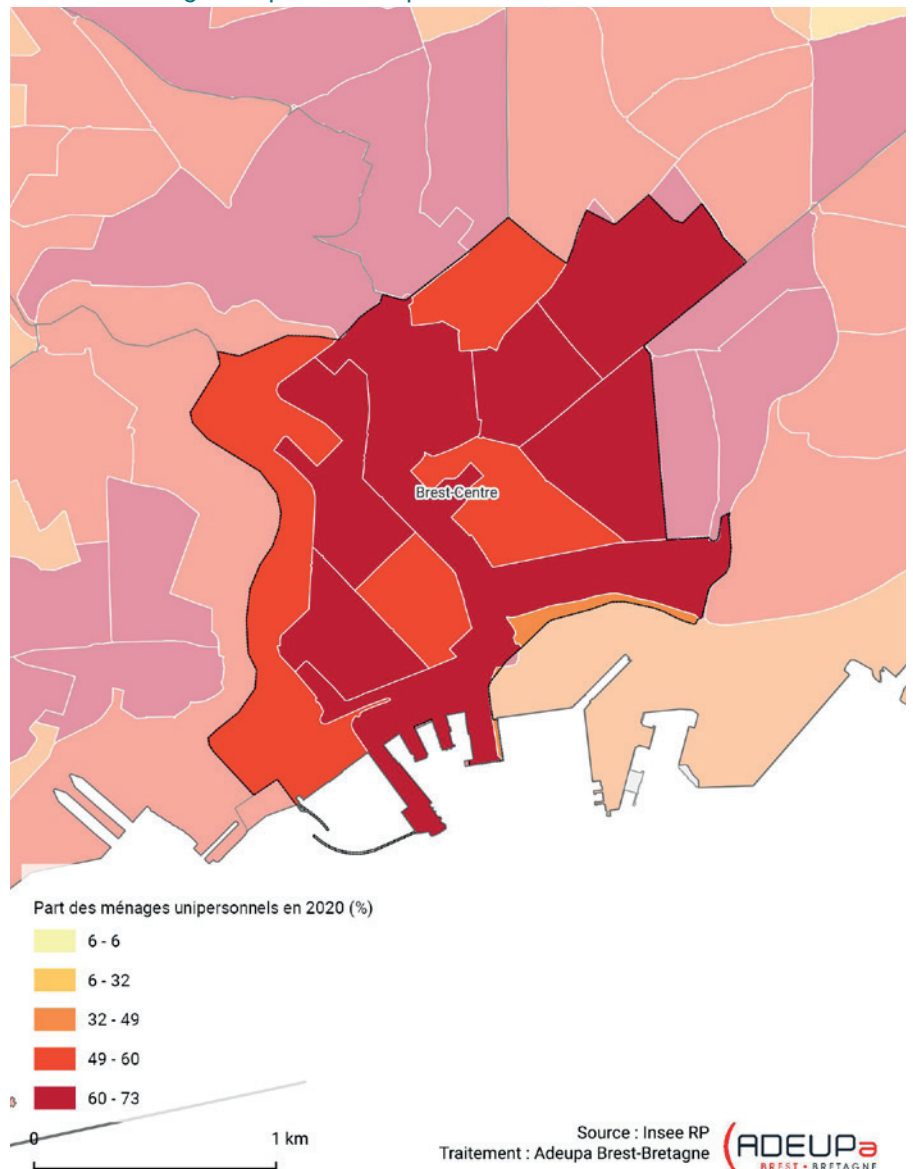 Brest-Centre
Part des ménages unipersonnels en 2020 (%)
6 - 6
6 - 32
32 - 49
49 - 60
60 - 73
0
1 km
Source : Insee RP
Traitement : Adeupa Brest-Bretagne
ADEUPa
BREST • BRETAGNE